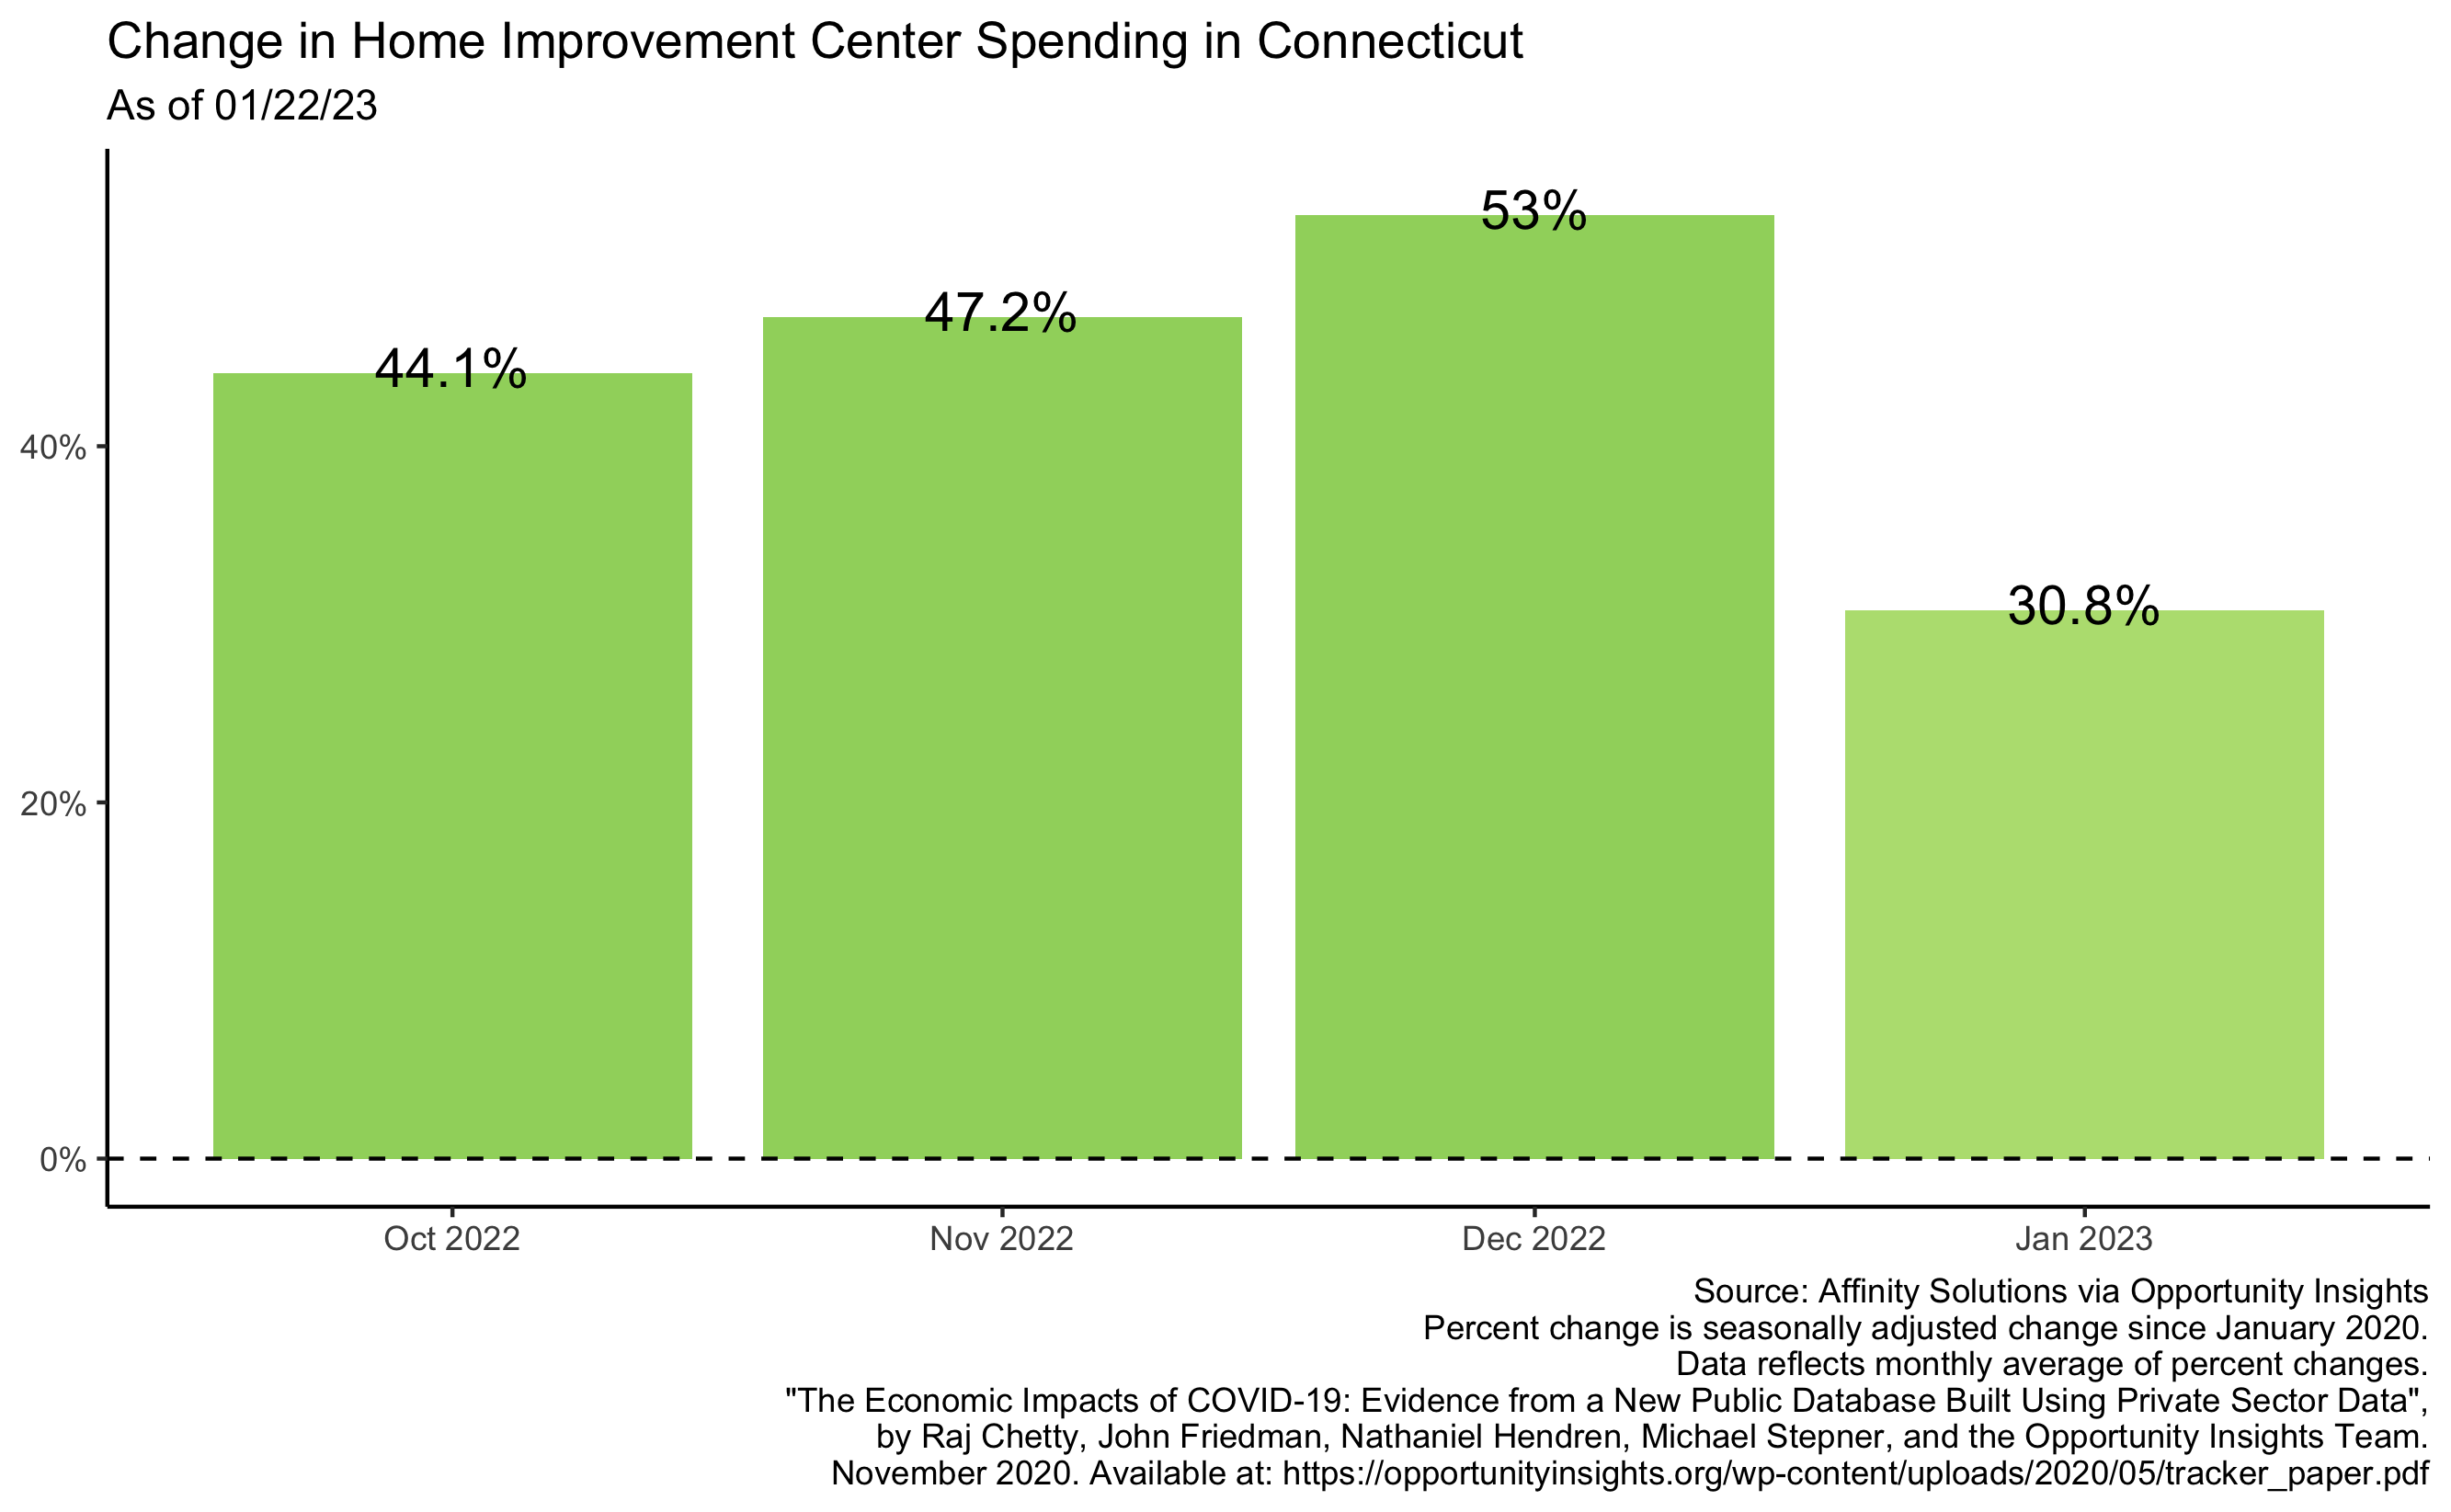 Change in Home Improvement Center Spending in Connecticut
As of 01/22/23
53%
47.2%
44.1%
40%
30.8%
20%
0%
Oct 2022
Nov 2022
Dec 2022
Jan 2023
Source: Affinity Solutions via Opportunity Insights
Percent change is seasonally adjusted change since January 2020.
Data reflects monthly average of percent changes.
"The Economic Impacts of COVID-19: Evidence from a New Public Database Built Using Private Sector Data",
by Raj Chetty, John Friedman, Nathaniel Hendren, Michael Stepner, and the Opportunity Insights Team.
November 2020. Available at: https://opportunityinsights.org/wp-content/uploads/2020/05/tracker_paper.pdf